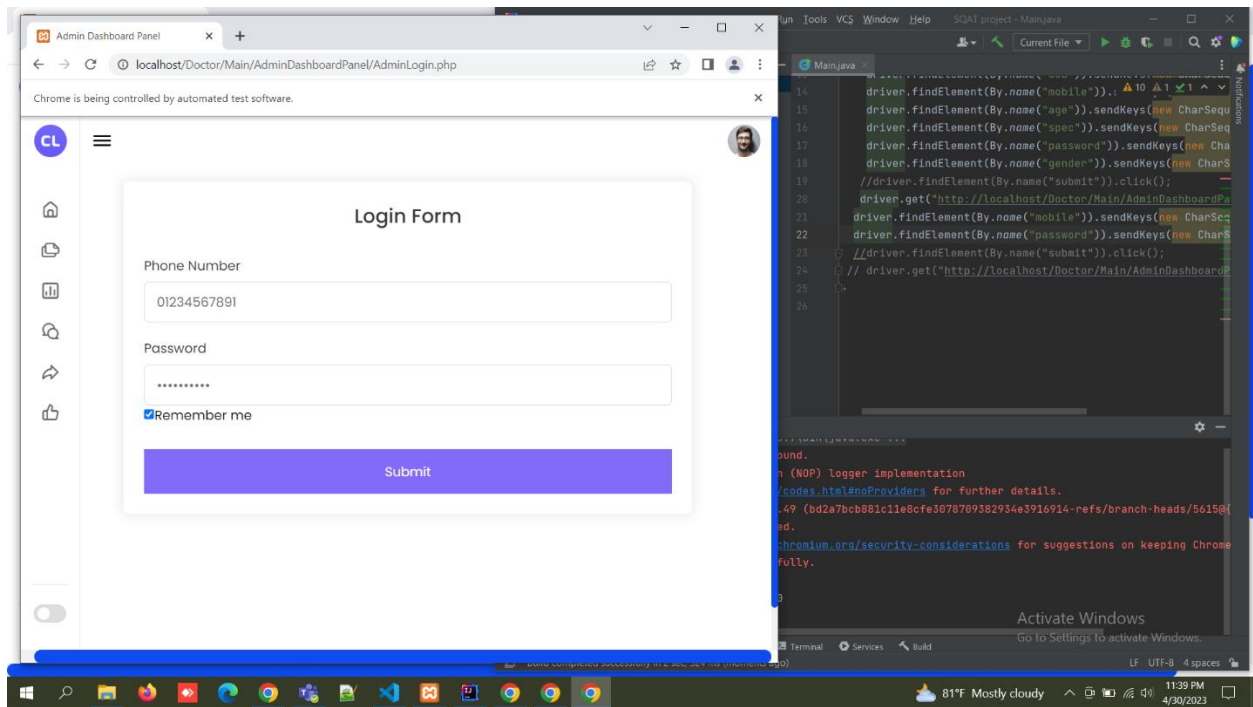 Admin Dashboard Panel
localhost/Doctor/Main/AdminDashboardPanel/AdminLogin.php
Chrome is being controlled by automated test software.
CL
Login Form
Phone Number
01234567891
Password
Remember me
Submit
Run Tools VCS Window Help SQAT project - Main.java
Current File
Main.java
Notifications
10 1 1
14 driver.findElement(By.name("mobile")).
15 driver.findElement(By.name("age")).sendKeys(new CharSequ
16 driver.findElement(By.name("spec")).sendKeys(new CharSeq
17 driver.findElement(By.name("password")).sendKeys(new Cha
18 driver.findElement(By.name("gender")).sendKeys(new CharS
19 //driver.findElement(By.name("submit")).click();
20 driver.get("http://localhost/Doctor/Main/AdminDashboardPa
21 driver.findElement(By.name("mobile")).sendKeys(new CharSeq
22 driver.findElement(By.name("password")).sendKeys(new CharS
23 //driver.findElement(By.name("submit")).click();
24 // driver.get("http://localhost/Doctor/Main/AdminDashboardP
25
26
ound.
(NOP) logger implementation
/codes.html#noProviders for further details.
.49 (bd2a7bcb881c11e8cfe3078709382934e3916914-refs/branch-heads/5615@{
ed.
chromium.org/security-considerations for suggestions on keeping Chrome
fully.
Activate Windows
Go to Settings to activate Windows.
Terminal Services Build
LF UTF-8 4 spaces
81°F Mostly cloudy
11:39 PM
4/30/2023